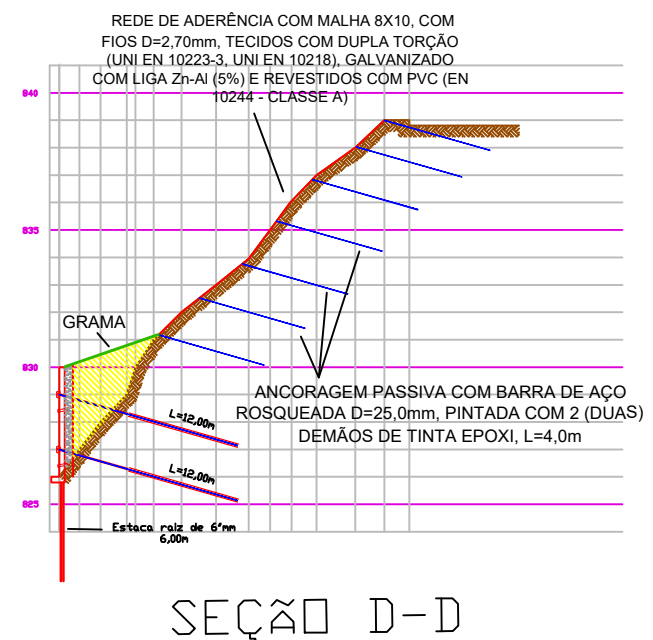 REDE DE ADERÊNCIA COM MALHA 8X10, COM
FIOS D=2,70mm, TECIDOS COM DUPLA TORÇÃO
(UNI EN 10223-3, UNI EN 10218), GALVANIZADO
COM LIGA Zn-Al (5%) E REVESTIDOS COM PVC (EN
10244 - CLASSE A)
840
835
GRAMA
830
ANCORAGEM PASSIVA COM BARRA DE AÇO
ROSQUEADA D=25,0mm, PINTADA COM 2 (DUAS)
DEMÃOS DE TINTA EPOXI, L=4,0m
L=12,00m
L=12,00m
825
Estaca raiz de 6"mm
6,00m
SEÇÃO D-D